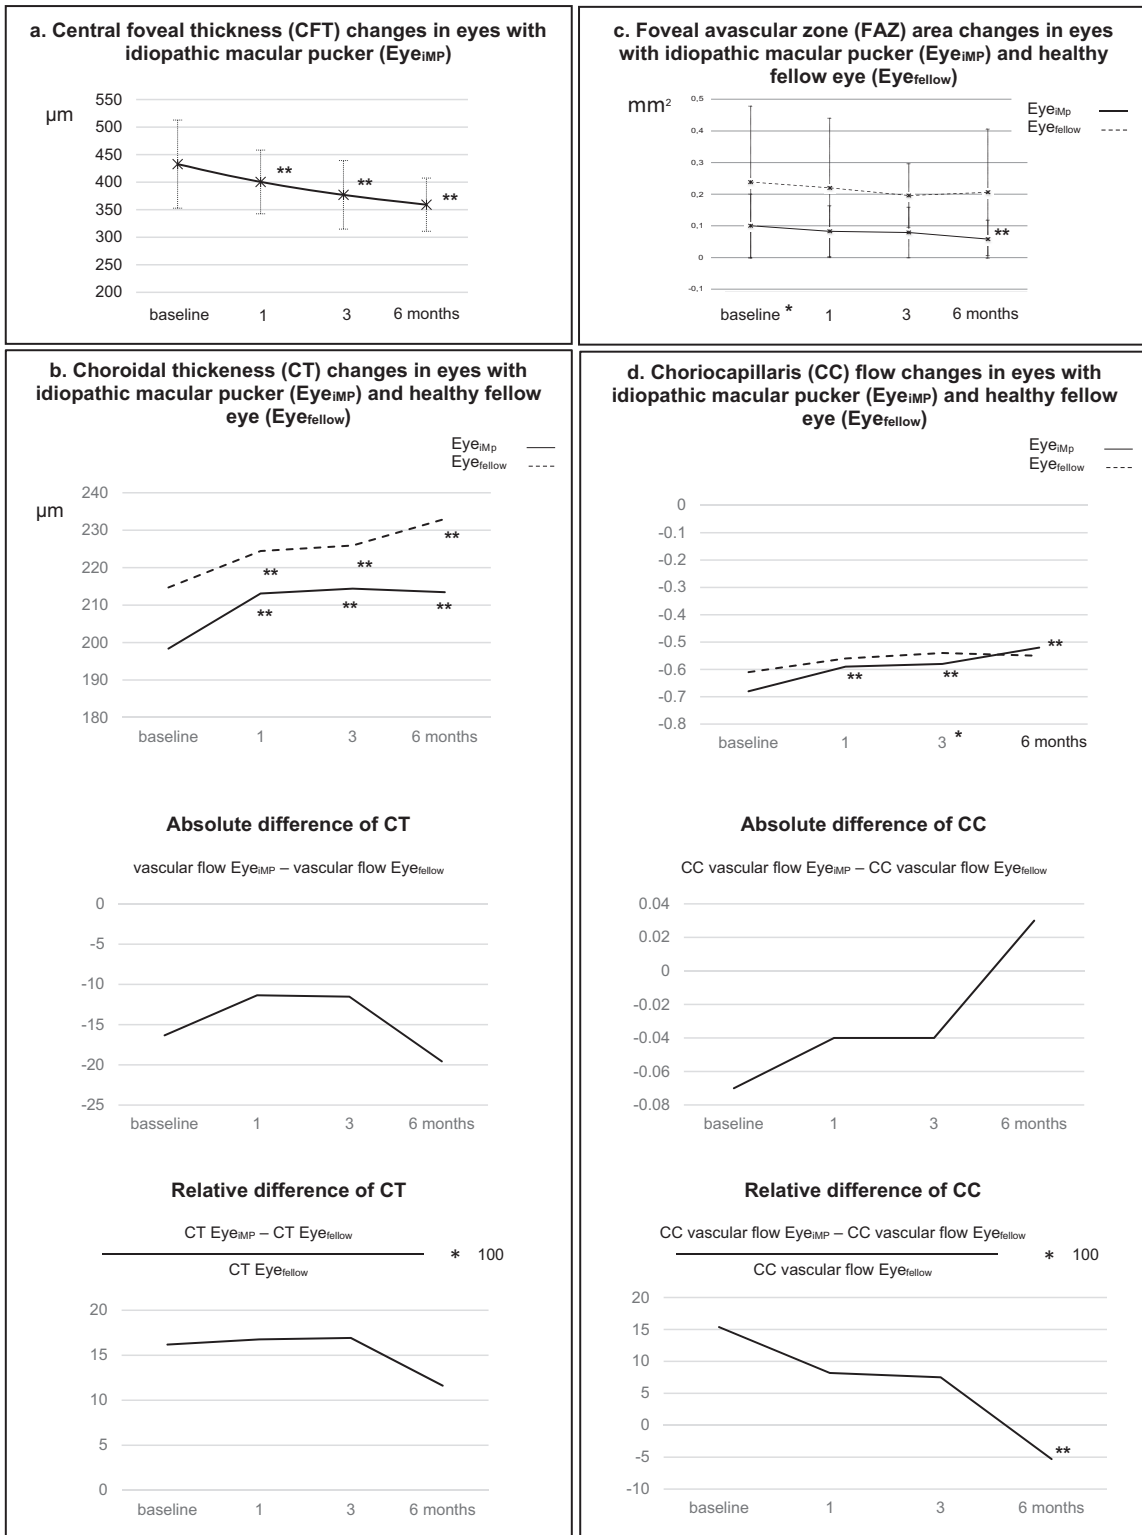 a. Central foveal thickness (CFT) changes in eyes with
idiopathic macular pucker (EyeiMP)
µm
550
500
450
400
350
300
250
200
**
**
**
baseline 1 3 6 months
c. Foveal avascular zone (FAZ) area changes in eyes
with idiopathic macular pucker (EyeiMP) and healthy
fellow eye (Eyefellow)
mm2
EyeiMp
Eyefellow
0,5
0,4
0,3
0,2
0,1
0
-0,1
**
baseline * 1 3 6 months
b. Choroidal thickeness (CT) changes in eyes with
idiopathic macular pucker (EyeiMP) and healthy fellow
eye (Eyefellow)
EyeiMp
Eyefellow
µm
240
230
220
210
200
190
180
**
**
**
**
**
**
baseline 1 3 6 months
Absolute difference of CT
vascular flow EyeiMP – vascular flow Eyefellow
0
-5
-10
-15
-20
-25
basseline 1 3 6 months
Relative difference of CT
CT EyeiMP – CT Eyefellow
* 100
CT Eyefellow
20
15
10
5
0
baseline 1 3 6 months
d. Choriocapillaris (CC) flow changes in eyes with
idiopathic macular pucker (EyeiMP) and healthy fellow
eye (Eyefellow)
EyeiMp
Eyefellow
0
-0.1
-0.2
-0.3
-0.4
-0.5
-0.6
-0.7
-0.8
**
**
**
baseline 1 3 * 6 months
Absolute difference of CC
CC vascular flow EyeiMP – CC vascular flow Eyefellow
0.04
0.02
0
-0.02
-0.04
-0.06
-0.08
baseline 1 3 6 months
Relative difference of CC
CC vascular flow EyeiMP – CC vascular flow Eyefellow
* 100
CC vascular flow Eyefellow
20
15
10
5
0
-5
-10
**
baseline 1 3 6 months